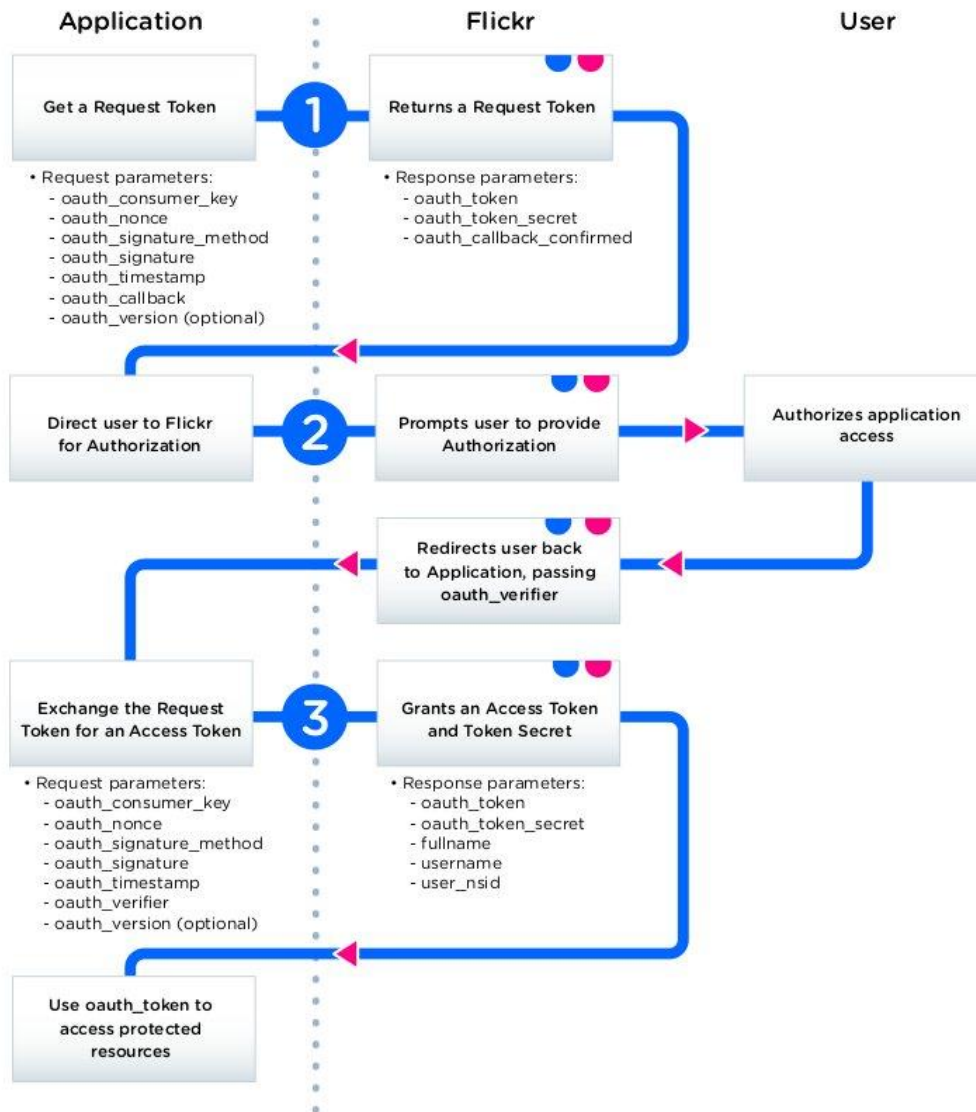 Application
Flickr
User
Get a Request Token
1
Returns a Request Token
• Request parameters:
- oauth_consumer_key
- oauth_nonce
- oauth_signature_method
- oauth_signature
- oauth_timestamp
- oauth_callback
- oauth_version (optional)
• Response parameters:
- oauth_token
- oauth_token_secret
- oauth_callback_confirmed
Direct user to Flickr
for Authorization
2
Prompts user to provide
Authorization
Authorizes application
access
Redirects user back
to Application, passing
oauth_verifier
Exchange the Request
Token for an Access Token
3
Grants an Access Token
and Token Secret
• Request parameters:
- oauth_consumer_key
- oauth_nonce
- oauth_signature_method
- oauth_signature
- oauth_timestamp
- oauth_verifier
- oauth_version (optional)
• Response parameters:
- oauth_token
- oauth_token_secret
- fullname
- username
- user_nsid
Use oauth_token to
access protected
resources